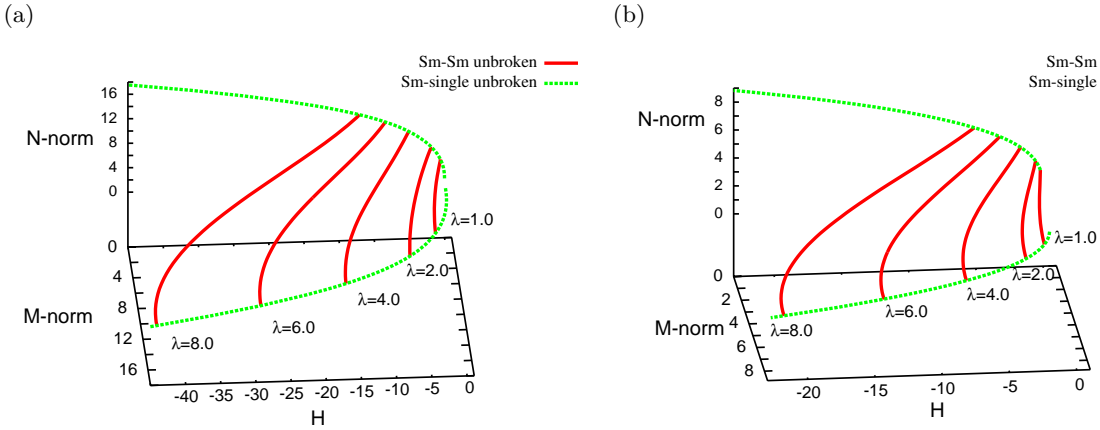 (a)
Sm-Sm unbroken
Sm-single unbroken
N-norm
16
12
8
4
0
0
4
8
12
16
M-norm
λ=1.0
λ=2.0
λ=4.0
λ=6.0
λ=8.0
-40 -35 -30 -25 -20 -15 -10 -5 0
H
(b)
Sm-Sm
Sm-single
N-norm
8
6
4
2
0
0
2
4
6
8
M-norm
λ=1.0
λ=2.0
λ=4.0
λ=6.0
λ=8.0
-20 -15 -10 -5 0
H